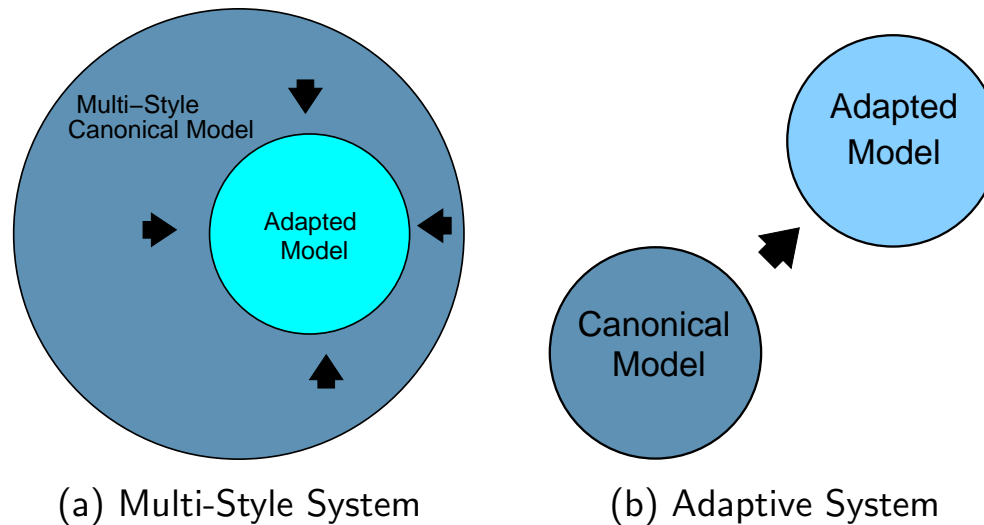 Multi−Style
Canonical Model
Adapted
Model
(a) Multi-Style System
Adapted
Model
Canonical
Model
(b) Adaptive System